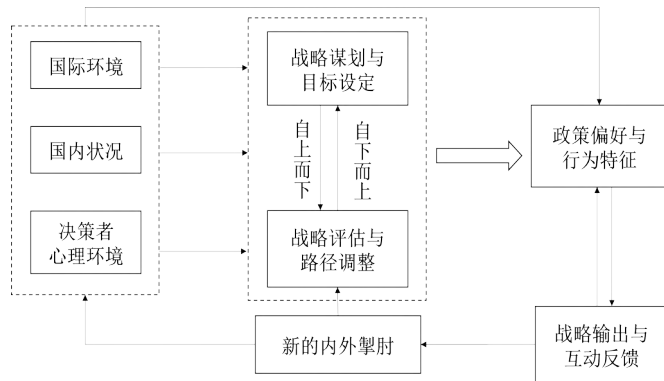 国际环境
国内状况
决策者
心理环境
战略谋划与
目标设定
自上而下
自下而上
战略评估与
路径调整
政策偏好与
行为特征
新的内外掣肘
战略输出与
互动反馈